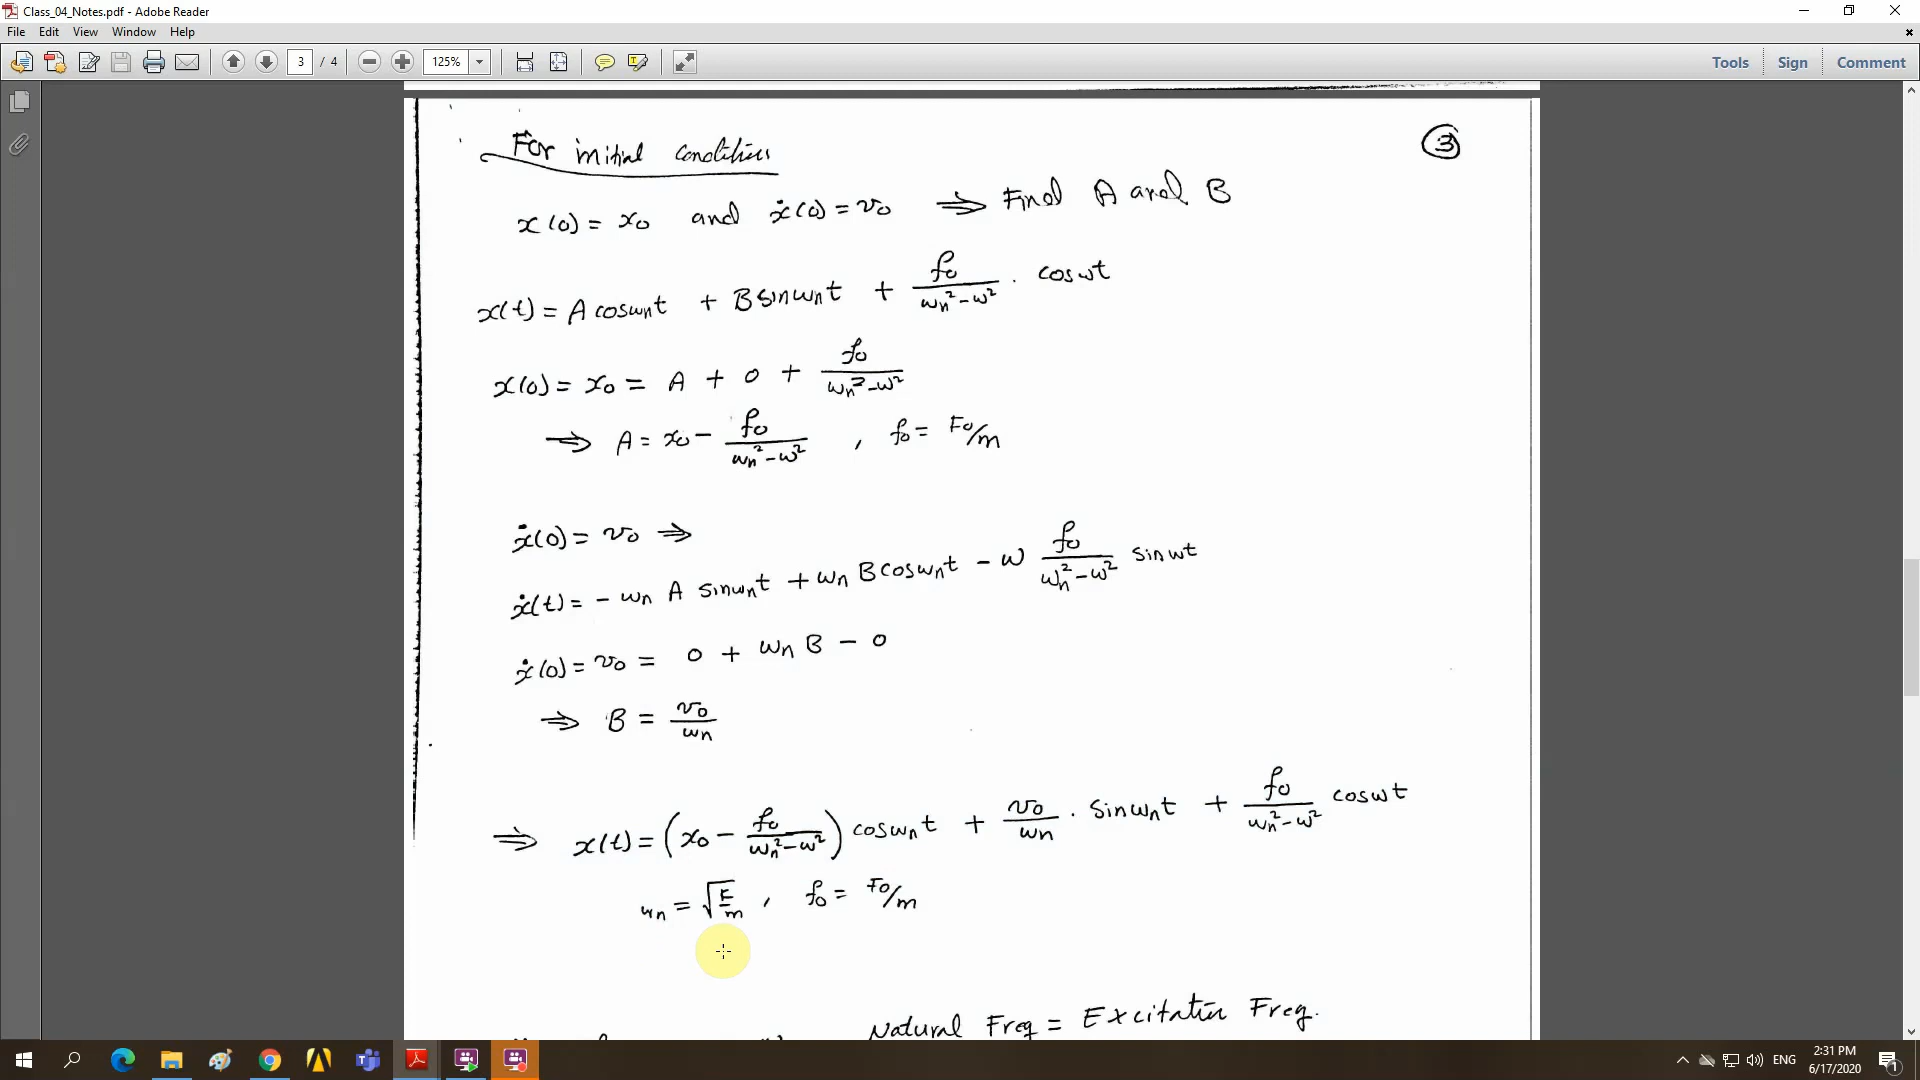 Class_04_Notes.pdf - Adobe Reader
File Edit View Window Help
3 / 4 125% Tools Sign Comment
For initial conditions
3
x(0) = x₀ and ẋ(0) = v₀ ⇒ Find A and B
x(t) = A cosωₙt + B sinωₙt + f₀/(ωₙ² - ω²) · cosωt
x(0) = x₀ = A + 0 + f₀/(ωₙ² - ω²)
⇒ A = x₀ - f₀/(ωₙ² - ω²) , f₀ = F₀/m
ẋ(0) = v₀ ⇒
ẋ(t) = - ωₙ A sinωₙt + ωₙ B cosωₙt - ω f₀/(ωₙ² - ω²) sinωt
ẋ(0) = v₀ = 0 + ωₙ B - 0
⇒ B = v₀/ωₙ
⇒ x(t) = (x₀ - f₀/(ωₙ² - ω²)) cosωₙt + v₀/ωₙ · sinωₙt + f₀/(ωₙ² - ω²) cosωt
f₀ = F₀/m
Natural Freq = Excitation Freq.
ENG
2:31 PM
6/17/2020
1